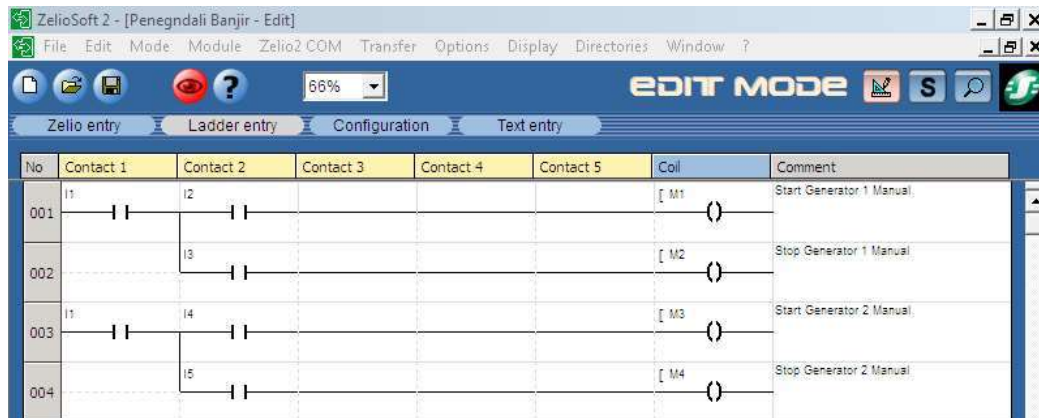 ZelioSoft 2 - [Penegndali Banjir - Edit]
File Edit Mode Module Zelio2 COM Transfer Options Display Directories Window ?
66% EDIT MODE S
Zelio entry Ladder entry Configuration Text entry
No Contact 1 Contact 2 Contact 3 Contact 4 Contact 5 Coil Comment
001 I1 I2 [ M1 Start Generator 1 Manual
002 I3 [ M2 Stop Generator 1 Manual
003 I1 I4 [ M3 Start Generator 2 Manual
004 I5 [ M4 Stop Generator 2 Manual